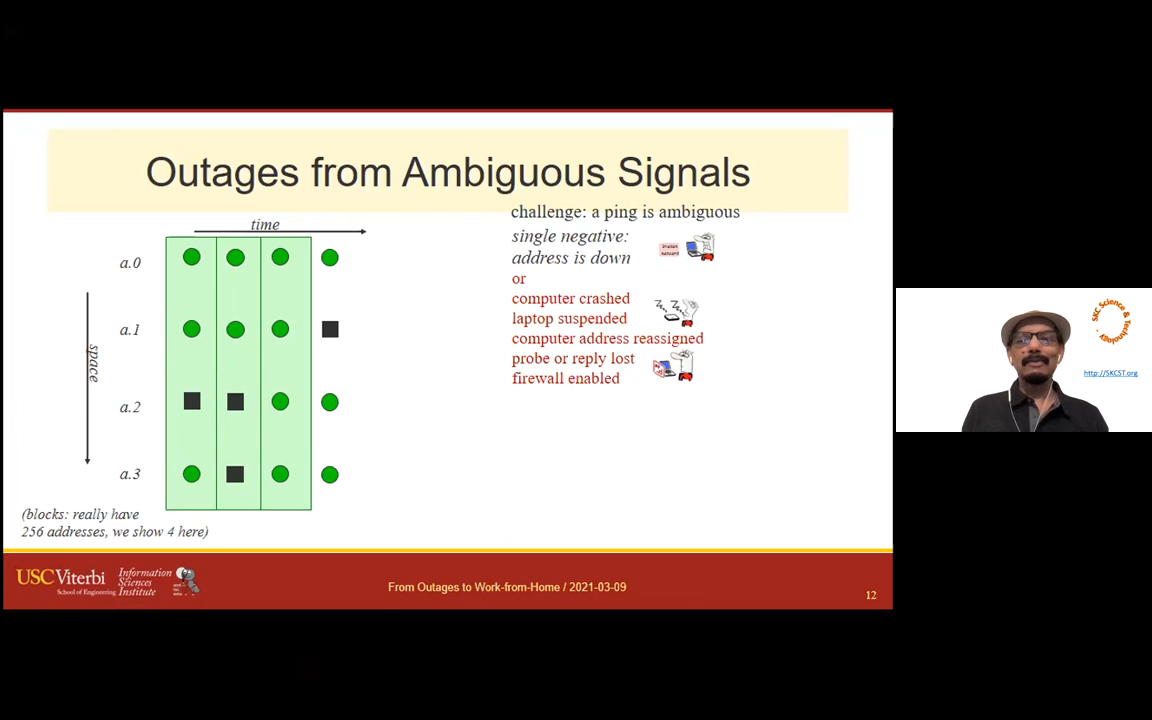 Outages from Ambiguous Signals
time
space
a.0
a.1
a.2
a.3
(blocks: really have
256 addresses, we show 4 here)
challenge: a ping is ambiguous
single negative:
address is down
or
computer crashed
laptop suspended
computer address reassigned
probe or reply lost
firewall enabled
USC Viterbi
School of Engineering
Information
Sciences
Institute
From Outages to Work-from-Home / 2021-03-09
12
SKC Science & Technology
http://SKCST.org